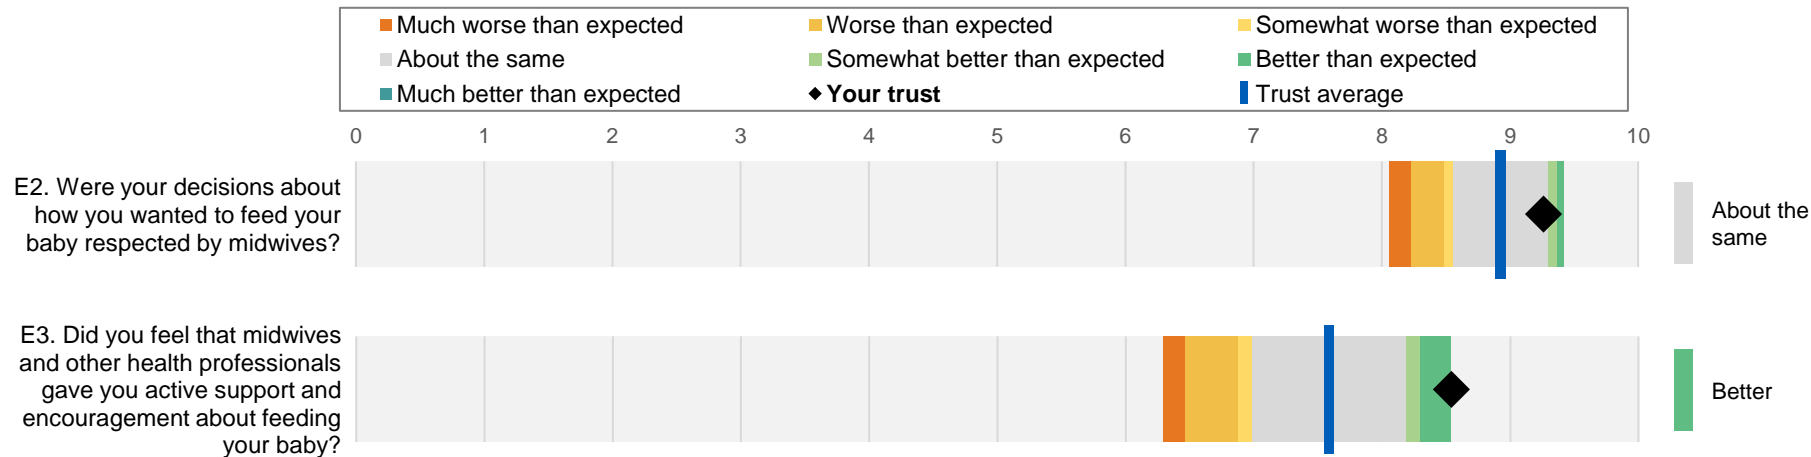 Much worse than expected
Worse than expected
Somewhat worse than expected
About the same
Somewhat better than expected
Better than expected
Much better than expected
Your trust
Trust average
0 1 2 3 4 5 6 7 8 9 10
E2. Were your decisions about
how you wanted to feed your
baby respected by midwives?
About the
same
E3. Did you feel that midwives
and other health professionals
gave you active support and
encouragement about feeding
your baby?
Better